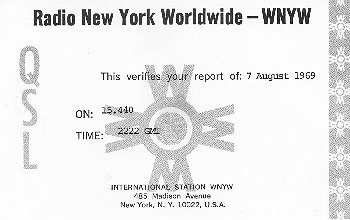 Radio New York Worldwide – WNYW
QSL
This verifies your report of: 7 August 1969
ON: 15.440
TIME: 2222 GMT
INTERNATIONAL STATION WNYW
485 Madison Avenue
New York, N. Y. 10022, U.S.A.